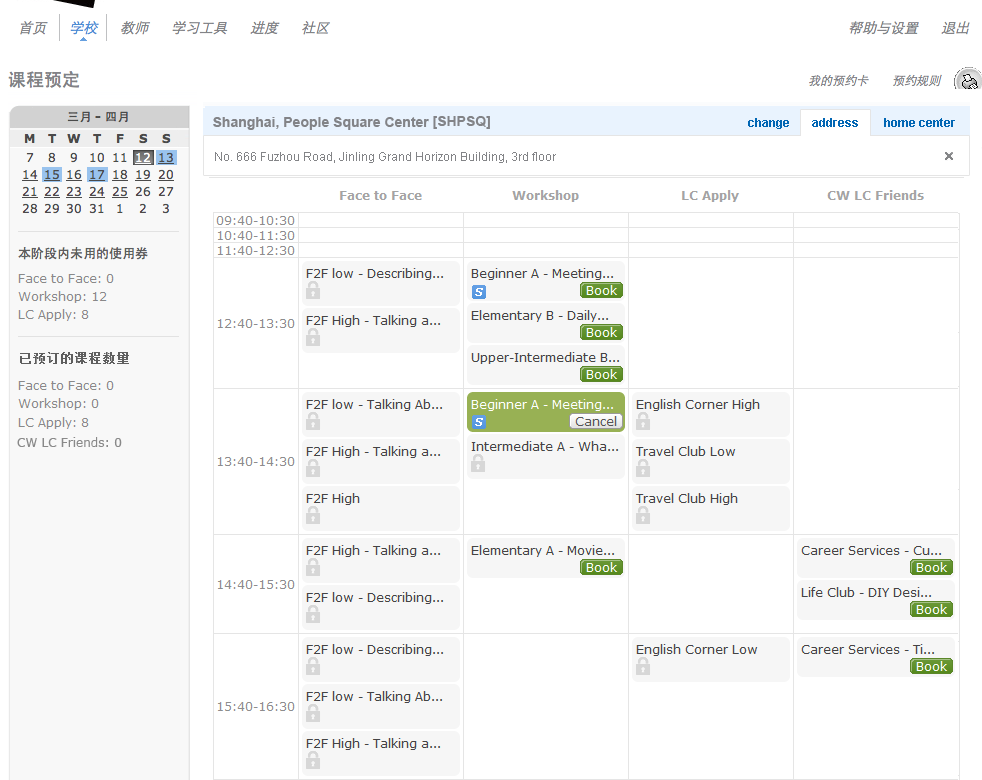 首页 学校 教师 学习工具 进度 社区 帮助与设置 退出
课程预定 我的预约卡 预约规则
三月 - 四月
M T W T F S S
7 8 9 10 11 12 13
14 15 16 17 18 19 20
21 22 23 24 25 26 27
28 29 30 31 1 2 3
本阶段内未用的使用券
Face to Face: 0
Workshop: 12
LC Apply: 8
已预订的课程数量
Face to Face: 0
Workshop: 0
LC Apply: 8
CW LC Friends: 0
Shanghai, People Square Center [SHPSQ] change address home center
No. 666 Fuzhou Road, Jinling Grand Horizon Building, 3rd floor
Face to Face Workshop LC Apply CW LC Friends
09:40-10:30
10:40-11:30
11:40-12:30
12:40-13:30
F2F low - Describing...
F2F High - Talking a...
Beginner A - Meeting...
S Book
Elementary B - Daily...
Book
Upper-Intermediate B...
Book
13:40-14:30
F2F low - Talking Ab...
F2F High - Talking a...
F2F High
Beginner A - Meeting...
S Cancel
Intermediate A - Wha...
English Corner High
Travel Club Low
Travel Club High
14:40-15:30
F2F High - Talking a...
F2F low - Describing...
Elementary A - Movie...
Book
Career Services - Cu...
Book
Life Club - DIY Desi...
Book
15:40-16:30
F2F low - Describing...
F2F low - Talking Ab...
F2F High - Talking a...
English Corner Low
Career Services - Ti...
Book